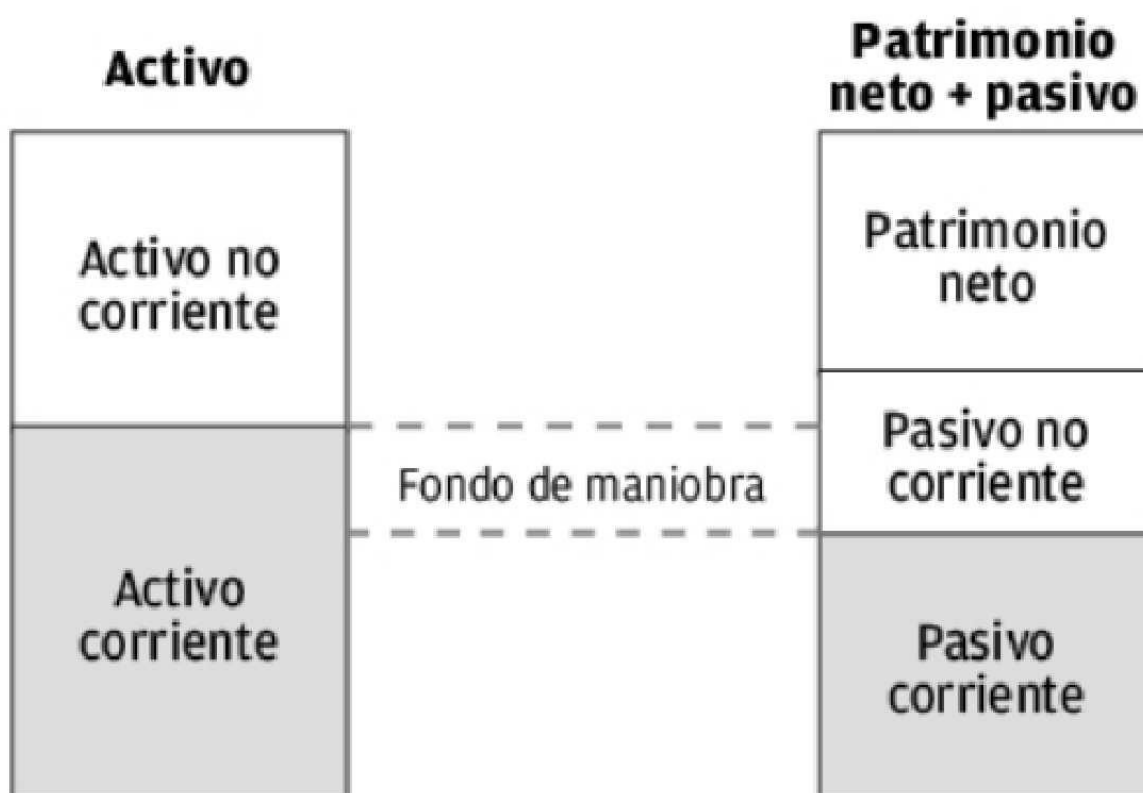 Activo
Patrimonio
neto + pasivo
Activo no
corriente
Patrimonio
neto
Pasivo no
corriente
Fondo de maniobra
Activo
corriente
Pasivo
corriente